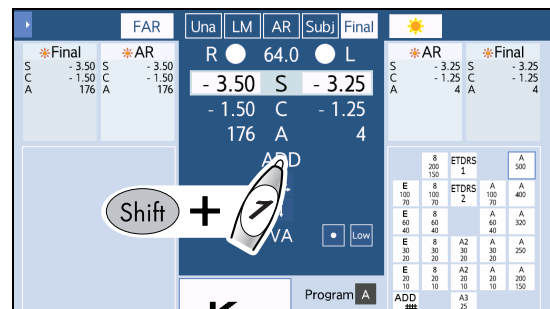 FAR Una LM AR Subj Final
Final AR R 64.0 L AR Final
S - 3.50 S - 3.50 - 3.50 S - 3.25 S - 3.25 S - 3.25
C - 1.50 C - 1.50 - 1.50 C - 1.25 C - 1.25 C - 1.25
A 176 A 176 176 A 4 A 4 A 4
ADD
Shift + 1
VA Low
8 200 150 ETDRS 1 A 500
E 100 70 8 100 70 ETDRS 2 A 100 70 A 400
E 60 40 8 60 40 A 60 40 A 320
E 30 20 8 30 20 A2 30 20 A 30 20 A 250
E 20 10 8 20 10 A2 20 10 A 20 10 A 200 150
ADD A3 25
Program A